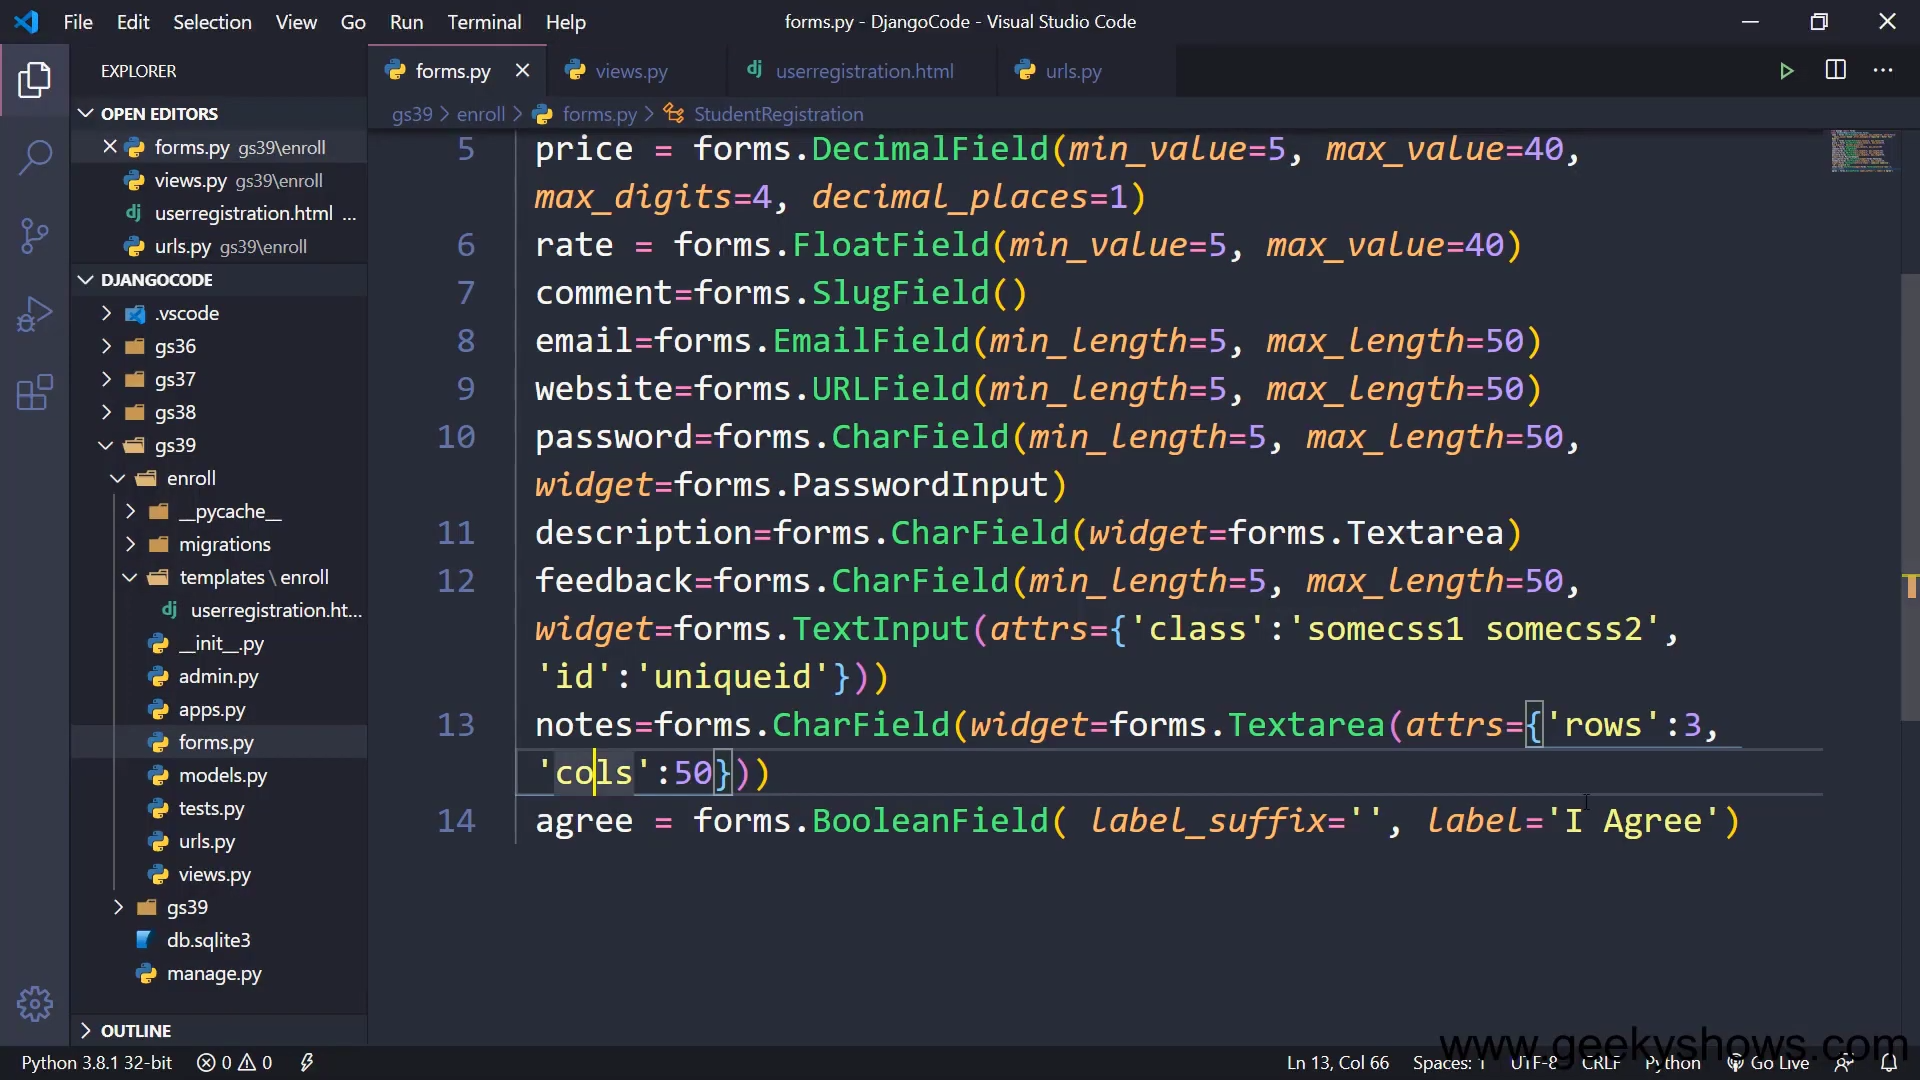 File Edit Selection View Go Run Terminal Help
forms.py - DjangoCode - Visual Studio Code
EXPLORER
forms.py
views.py
dj userregistration.html
urls.py
gs39 > enroll > forms.py > StudentRegistration
OPEN EDITORS
forms.py gs39\enroll
views.py gs39\enroll
dj userregistration.html ...
urls.py gs39\enroll
DJANGOCODE
.vscode
gs36
gs37
gs38
gs39
enroll
__pycache__
migrations
templates \ enroll
dj userregistration.ht...
__init__.py
admin.py
apps.py
forms.py
models.py
tests.py
urls.py
views.py
gs39
db.sqlite3
manage.py
OUTLINE
5 price = forms.DecimalField(min_value=5, max_value=40,
max_digits=4, decimal_places=1)
6 rate = forms.FloatField(min_value=5, max_value=40)
7 comment=forms.SlugField()
8 email=forms.EmailField(min_length=5, max_length=50)
9 website=forms.URLField(min_length=5, max_length=50)
10 password=forms.CharField(min_length=5, max_length=50,
widget=forms.PasswordInput)
11 description=forms.CharField(widget=forms.Textarea)
12 feedback=forms.CharField(min_length=5, max_length=50,
widget=forms.TextInput(attrs={'class':'somecss1 somecss2',
'id':'uniqueid'}))
13 notes=forms.CharField(widget=forms.Textarea(attrs={'rows':3,
'cols':50}))
14 agree = forms.BooleanField( label_suffix='', label='I Agree')
www.geekyshows.com
Python 3.8.1 32-bit 0 0 Ln 13, Col 66 Spaces: 1 UTF-8 CRLF Python Go Live